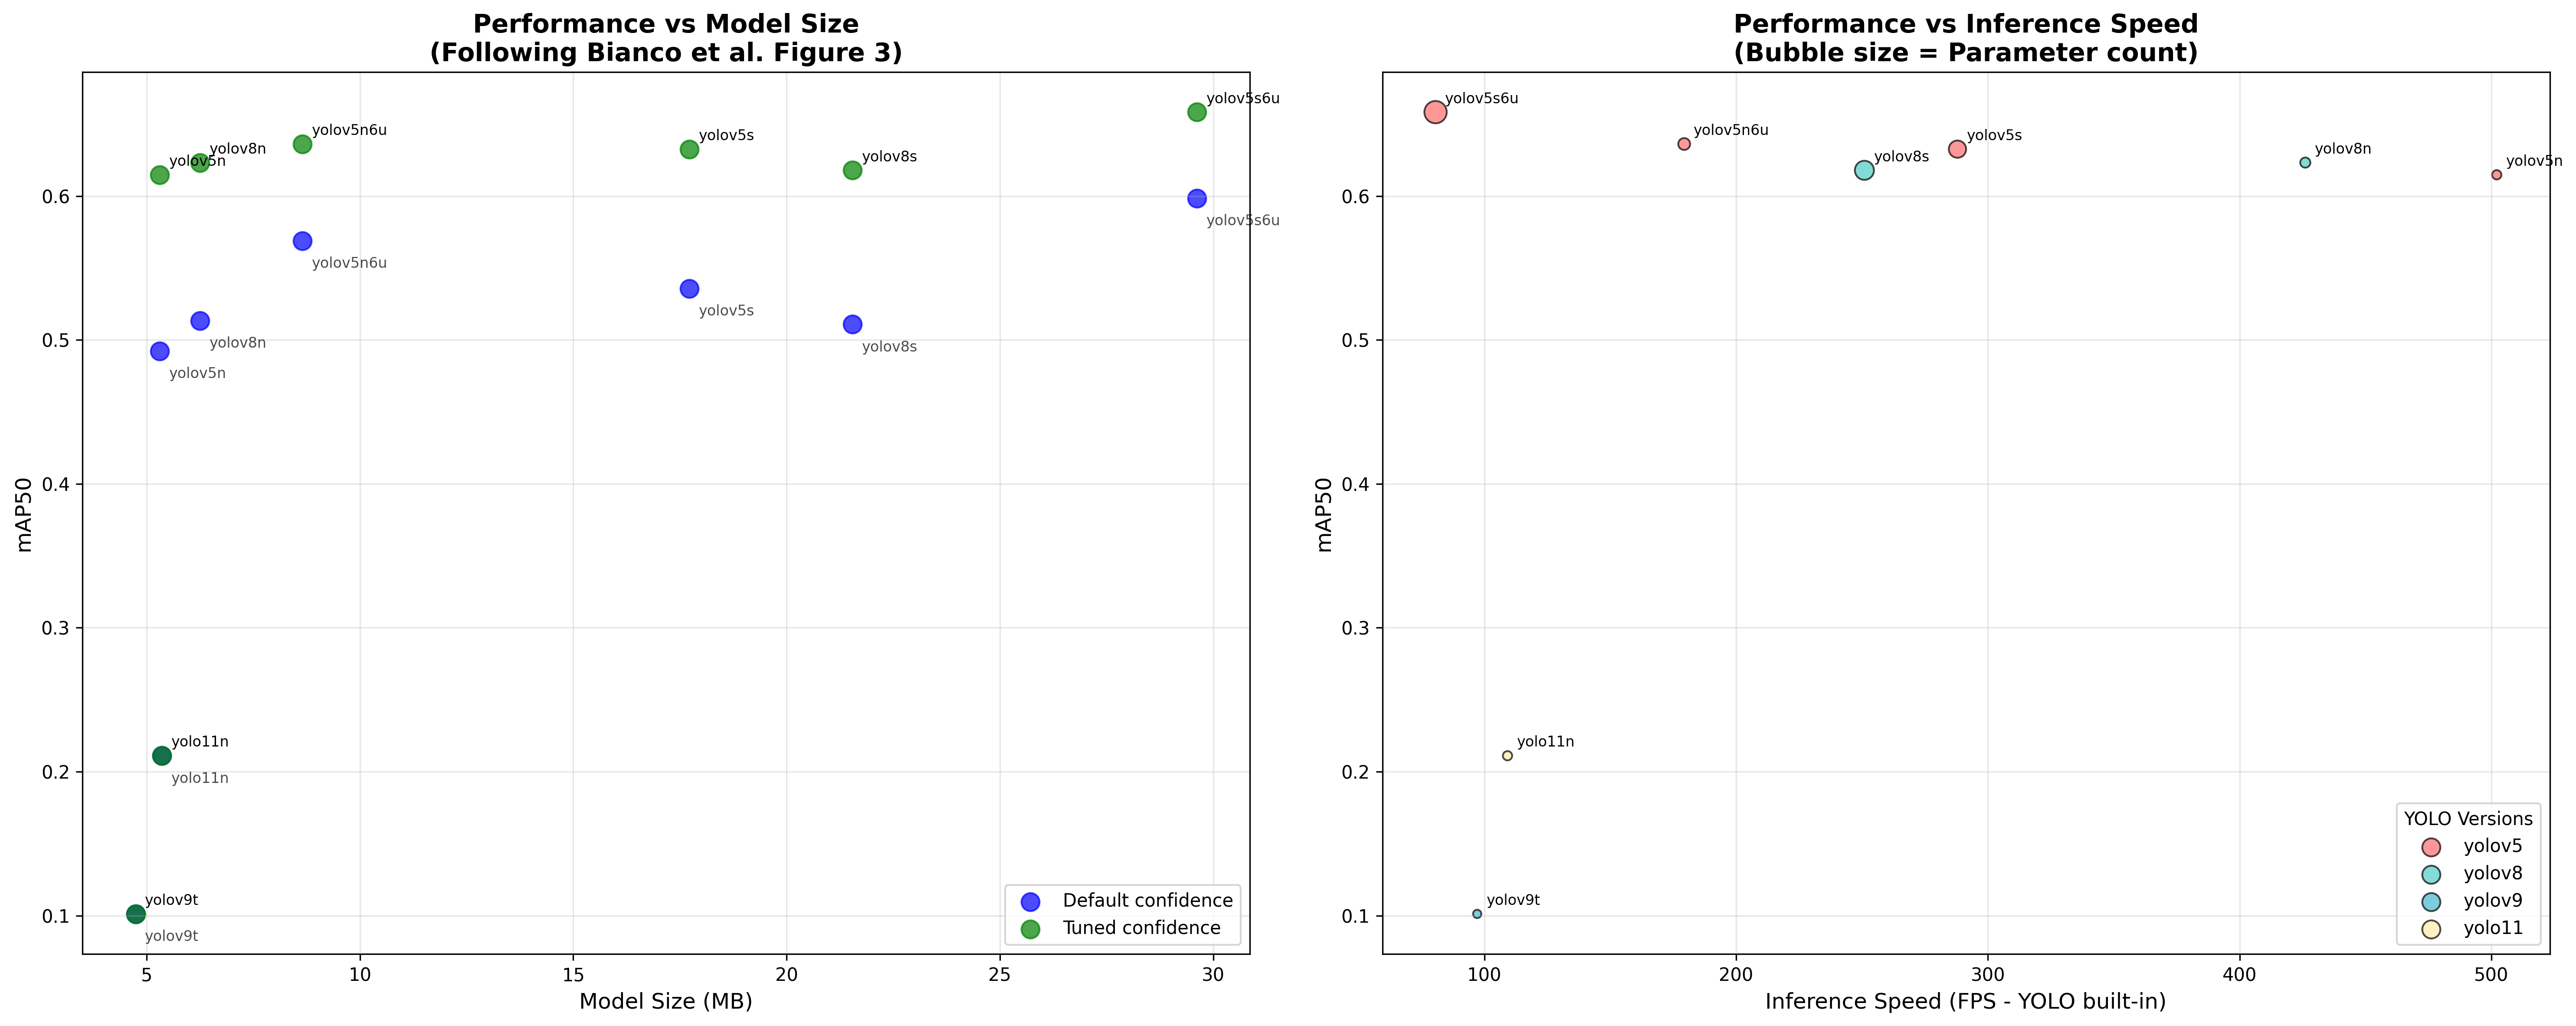 Performance vs Model Size
(Following Bianco et al. Figure 3)
yolov5s6u
yolov5n6u
yolov5s
yolov8n
yolov5n
yolov8s
yolov5s6u
yolov5n6u
yolov5s
yolov8n
yolov8s
yolov5n
yolo11n
yolo11n
yolov9t
yolov9t
mAP50
0.6
0.5
0.4
0.3
0.2
0.1
Default confidence
Tuned confidence
5 10 15 20 25 30
Model Size (MB)
Performance vs Inference Speed
(Bubble size = Parameter count)
yolov5s6u
yolov5n6u
yolov5s
yolov8s
yolov8n
yolov5n
yolo11n
yolov9t
mAP50
0.6
0.5
0.4
0.3
0.2
0.1
YOLO Versions
yolov5
yolov8
yolov9
yolo11
100 200 300 400 500
Inference Speed (FPS - YOLO built-in)